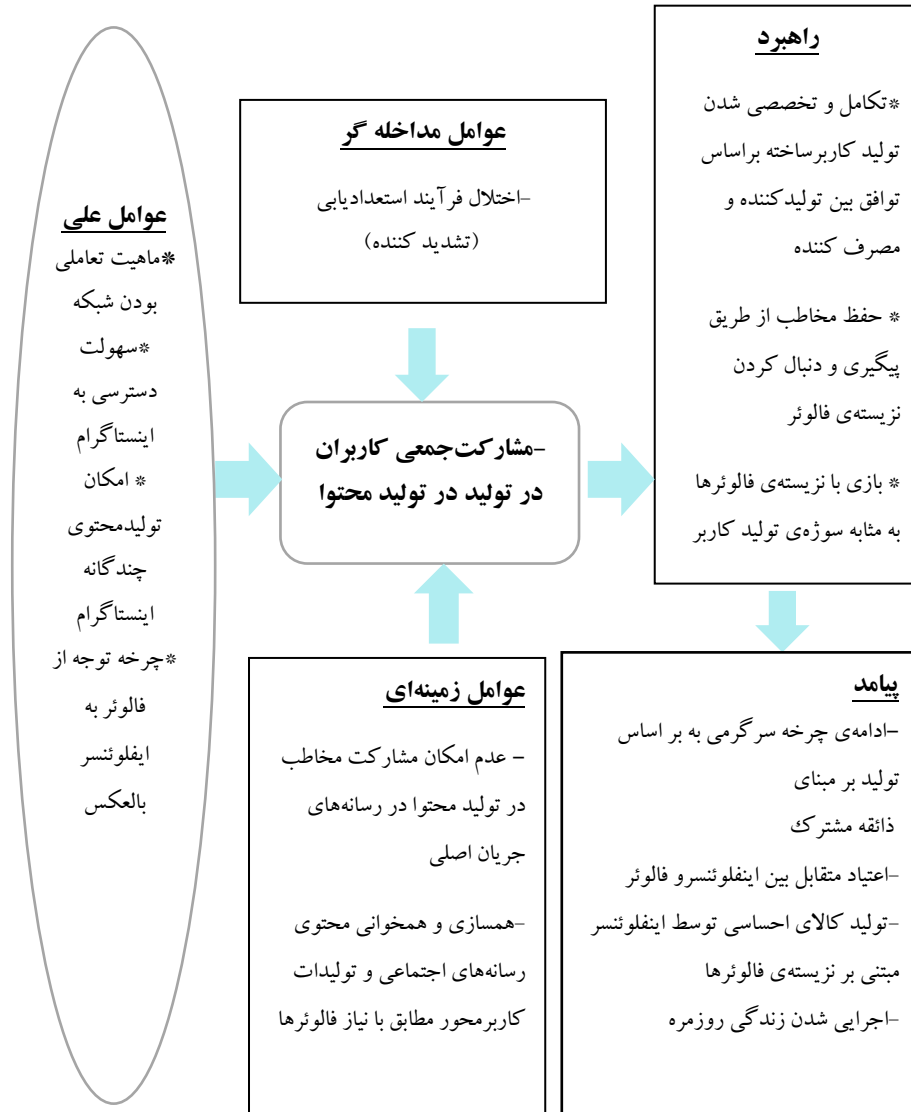 راهبرد
*تکامل و تخصصی شدن
تولید کاربرساخته براساس
توافق بین تولیدکننده و
مصرف کننده
* حفظ مخاطب از طریق
پیگیری و دنبال کردن
نزیسته‌ی فالوئر
* بازی با نزیسته‌ی فالوئرها
به مثابه سوژه‌ی تولید کاربر
عوامل مداخله گر
-اختلال فرآیند استعدادیابی
(تشدید کننده)
عوامل علی
*ماهیت تعاملی
بودن شبکه
*سهولت
دسترسی به
اینستاگرام
* امکان
تولیدمحتوی
چندگانه
اینستاگرام
*چرخه توجه از
فالوئر به
ایفلوئنسر
بالعکس
-مشارکت‌جمعی کاربران
در تولید در تولید محتوا
عوامل زمینه‌ای
- عدم امکان مشارکت مخاطب
در تولید محتوا در رسانه‌های
جریان اصلی
-همسازی و همخوانی محتوی
رسانه‌های اجتماعی و تولیدات
کاربرمحور مطابق با نیاز فالوئرها
پیامد
-ادامه‌ی چرخه سرگرمی به بر اساس
تولید بر مبنای
ذائقه مشترك
-اعتیاد متقابل بین اینفلوئنسرو فالوئر
-تولید کالای احساسی توسط اینفلوئنسر
مبتنی بر نزیسته‌ی فالوئرها
-اجرایی شدن زندگی روزمره